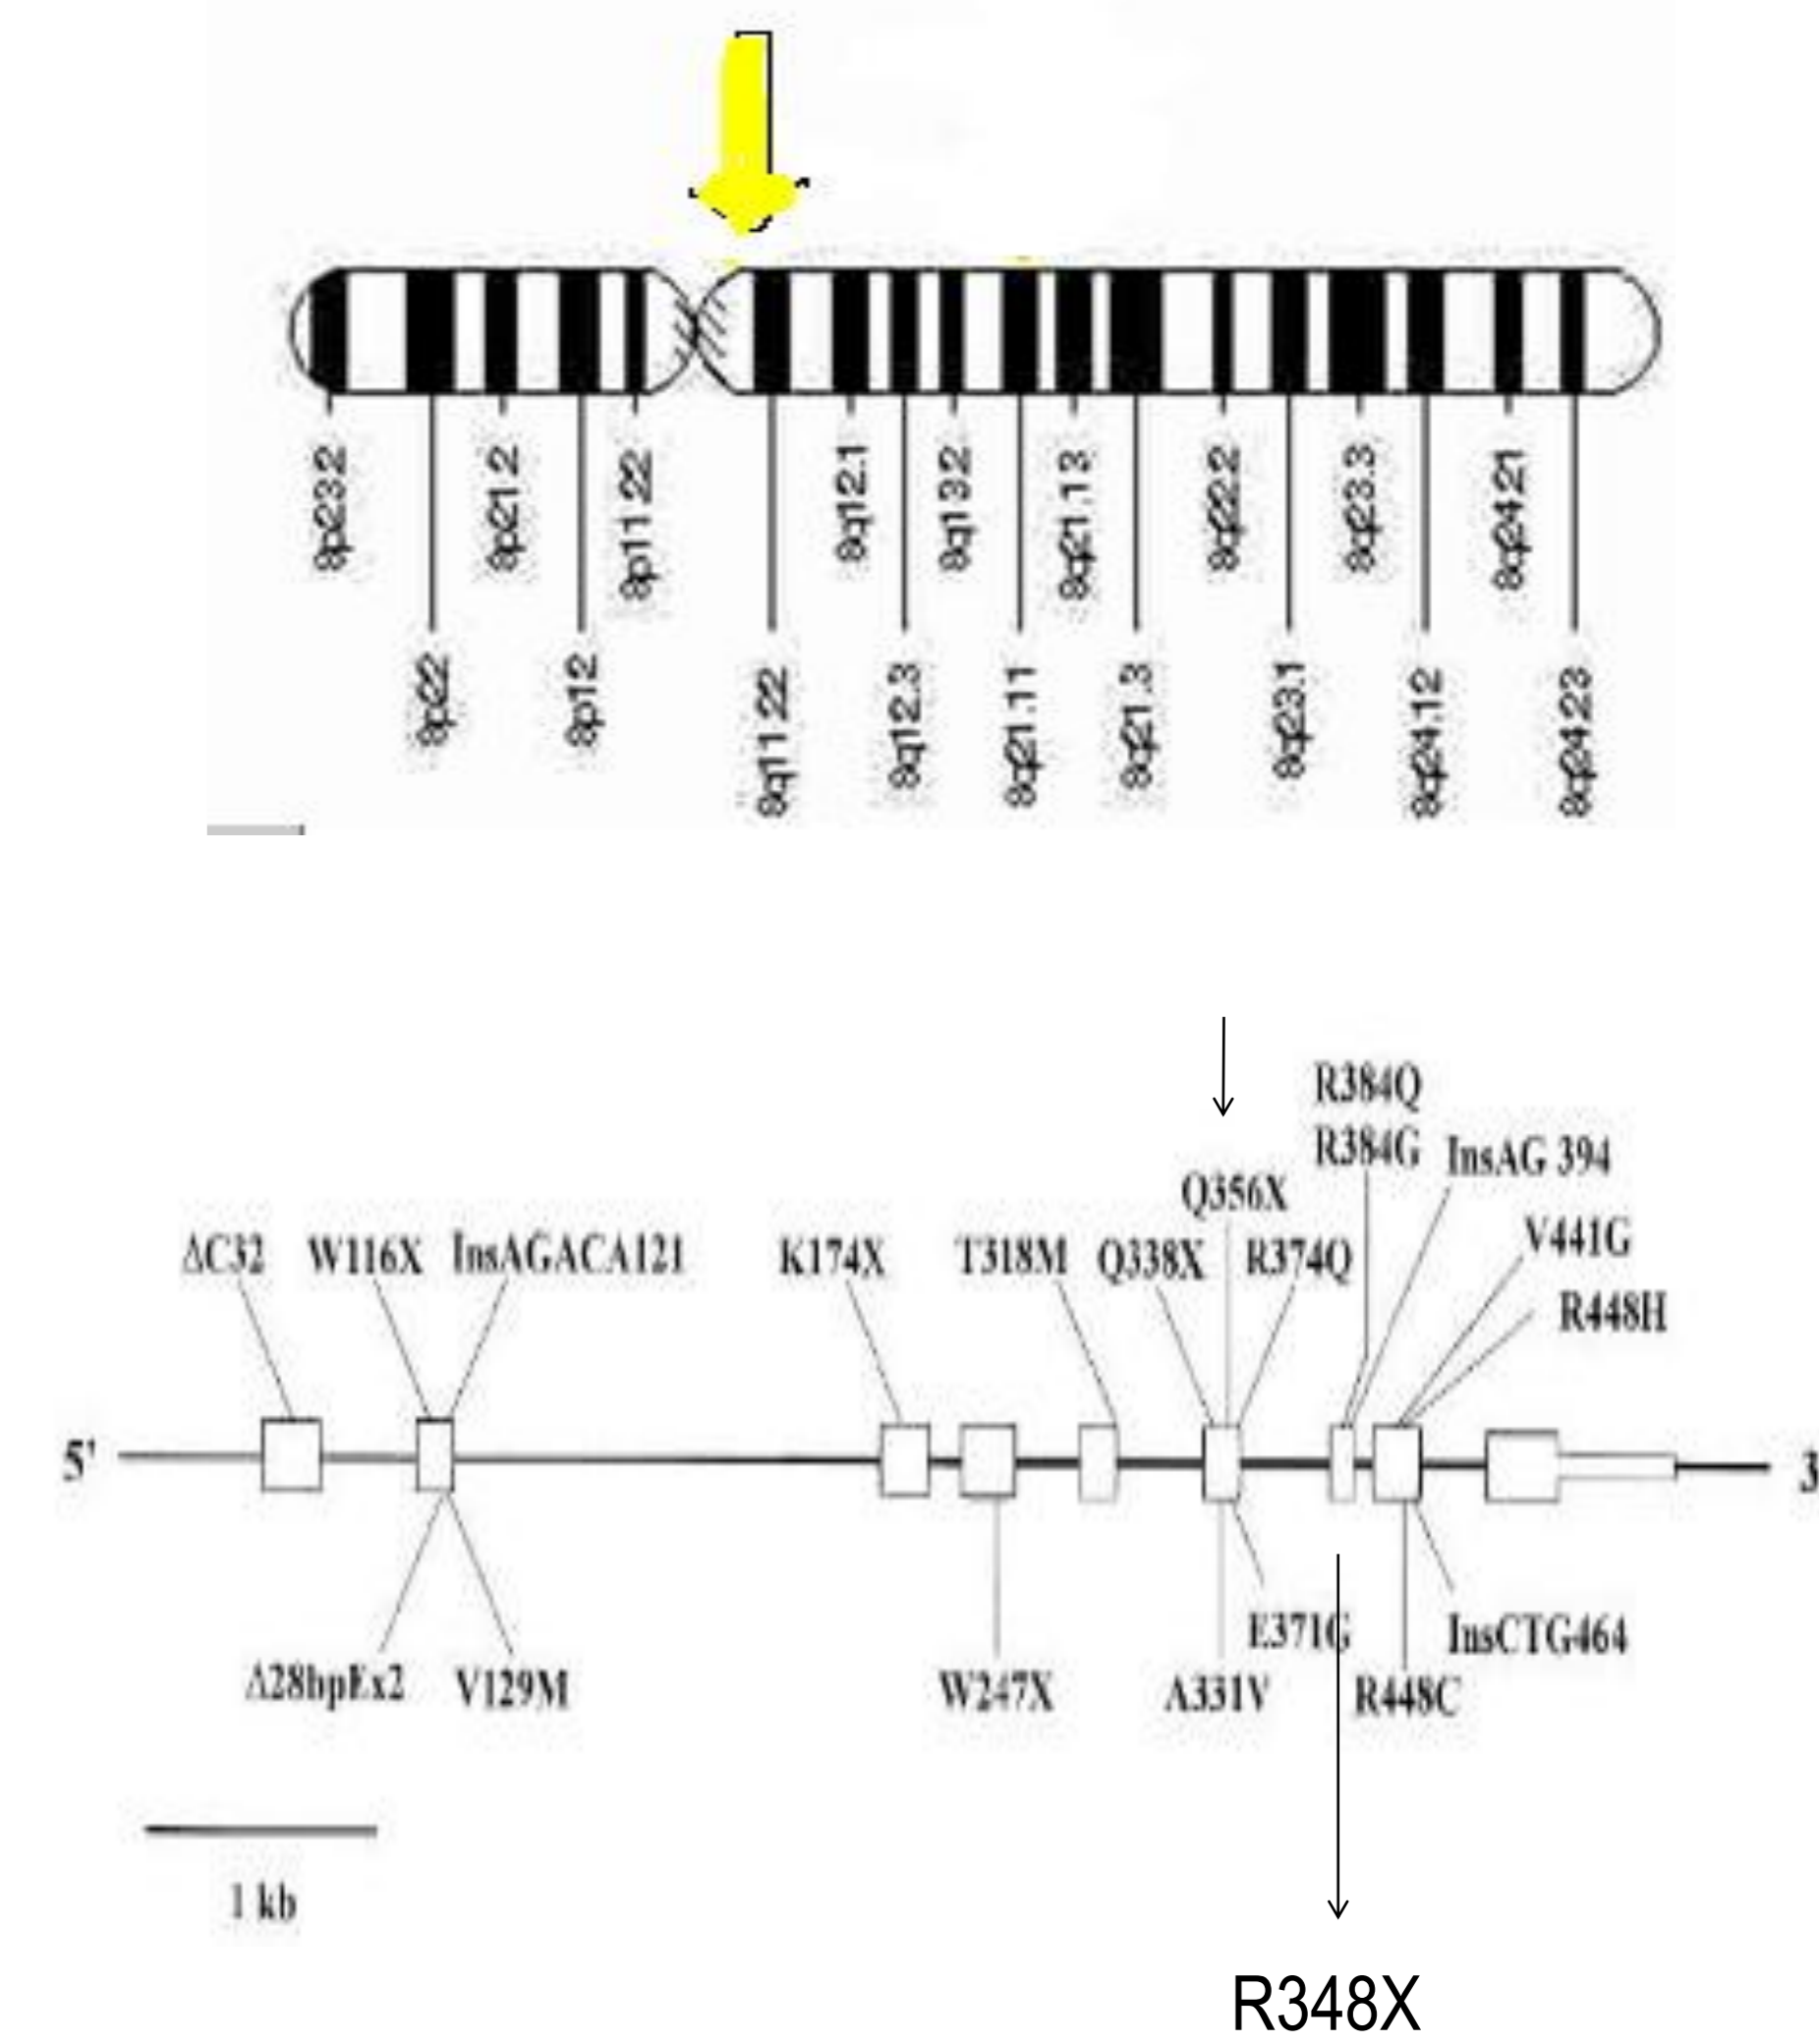 8p23.2
8p21.2
8p11.22
8q12.1
8q13.2
8q21.13
8q22.2
8q23.3
8q24.21
8p22
8p12
8q11.22
8q12.3
8q21.11
8q21.3
8q23.1
8q24.12
8q24.23
R384Q
R384G
InsAG 394
Q356X
V441G
ΔC32 W116X InsAGACA121 K174X T318M Q338X R374Q
R448H
5' 3
E371G InsCTG464
Δ28bpEx2 V129M W247X A331V R448C
1 kb
R348X